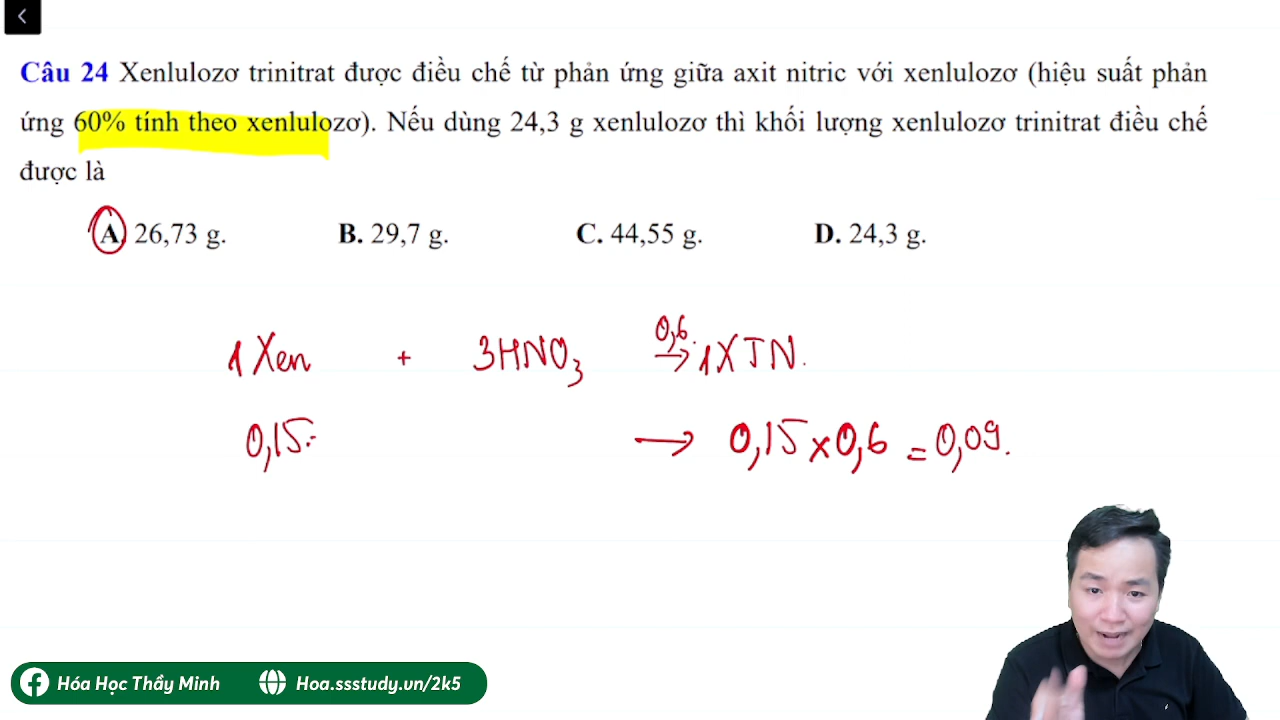 Câu 24 Xenlulozơ trinitrat được điều chế từ phản ứng giữa axit nitric với xenlulozơ (hiệu suất phản
ứng 60% tính theo xenlulozơ). Nếu dùng 24,3 g xenlulozơ thì khối lượng xenlulozơ trinitrat điều chế
được là
A. 26,73 g. B. 29,7 g. C. 44,55 g. D. 24,3 g.
0,6.
1 Xen + 3HNO3 → 1XTN.
0,15 → 0,15 × 0,6 = 0,09.
Hóa Học Thầy Minh Hoa.ssstudy.vn/2k5